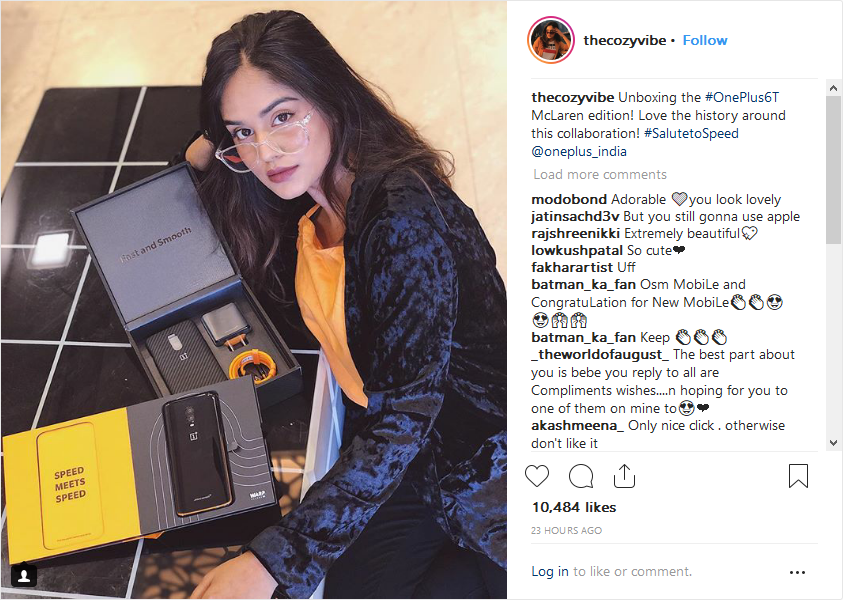 thecozyvibe • Follow
thecozyvibe Unboxing the #OnePlus6T
McLaren edition! Love the history around
this collaboration! #SalutetoSpeed
@oneplus_india
Load more comments
modobond Adorable 💓you look lovely
jatinsachd3v But you still gonna use apple
rajshreenikki Extremely beautiful💞
lowkushpatal So cute❤
fakharartist Uff
batman_ka_fan Osm MobiLe and
CongratuLation for New MobiLe👏👏😍
😍🙌🙌
batman_ka_fan Keep 👏👏👏
_theworldofaugust_ The best part about
you is bebe you reply to all are
Compliments wishes....n hoping for you to
one of them on mine to😍❤
akashmeena_ Only nice click . otherwise
don't like it
10,484 likes
23 HOURS AGO
Log in to like or comment.
Fast and Smooth
SPEED
MEETS
SPEED
WARP